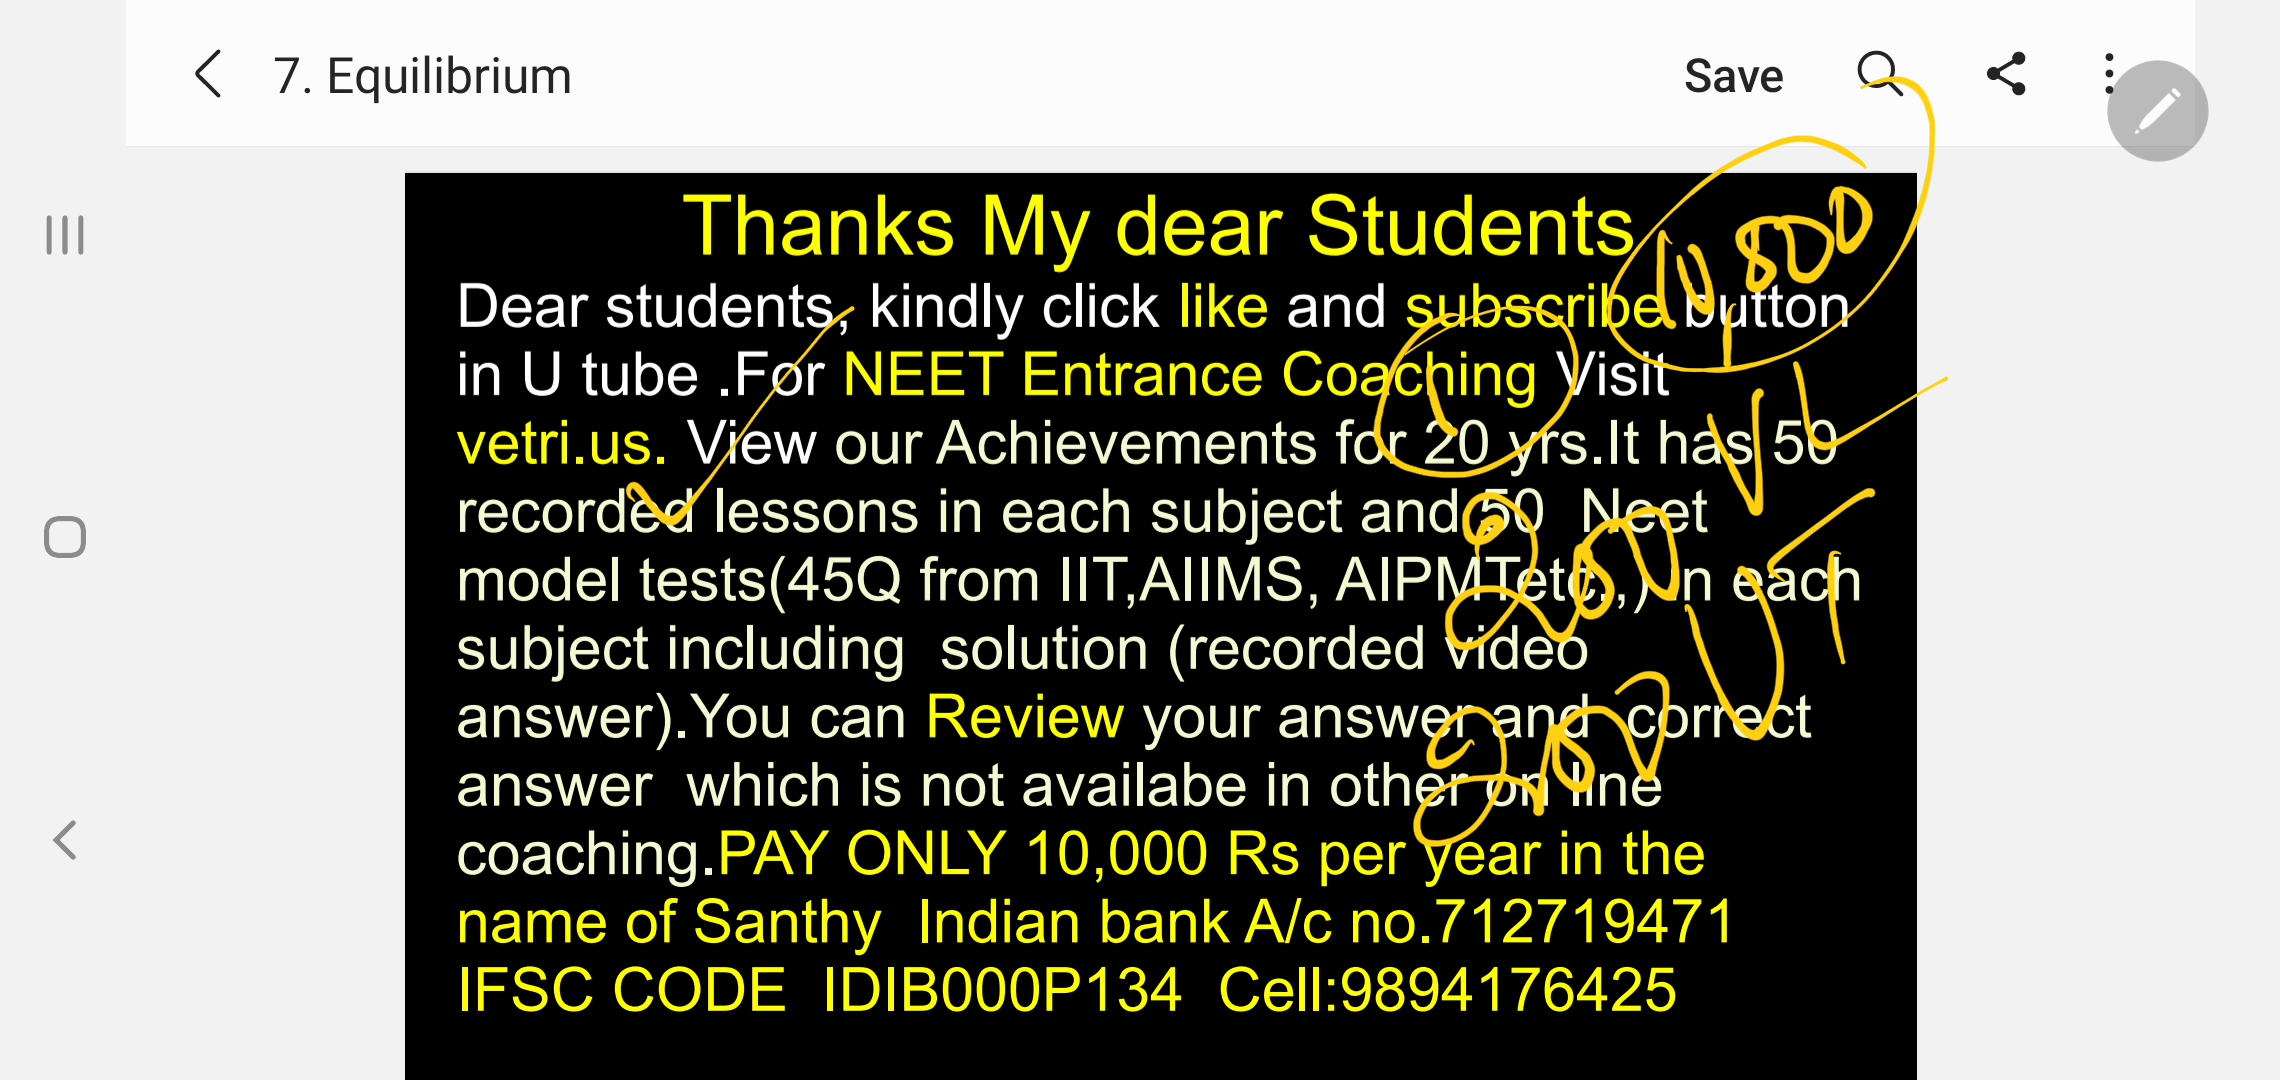 7. Equilibrium
Save
Thanks My dear Students
Dear students, kindly click like and subscribe button
in U tube .For NEET Entrance Coaching Visit
vetri.us. View our Achievements for 20 yrs.It has 50
recorded lessons in each subject and 50 Neet
model tests(45Q from IIT,AIIMS, AIPMTetc.,) in each
subject including solution (recorded video
answer).You can Review your answer and correct
answer which is not availabe in other on line
coaching.PAY ONLY 10,000 Rs per year in the
name of Santhy Indian bank A/c no.712719471
IFSC CODE IDIB000P134 Cell:9894176425
200
200